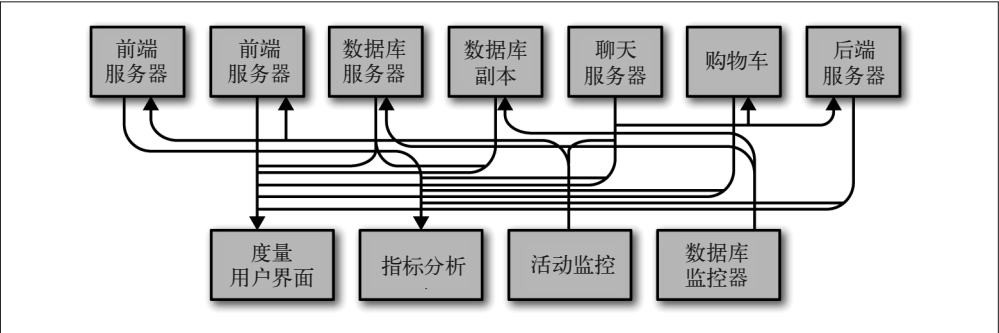 前端
服务器
前端
服务器
数据库
服务器
数据库
副本
聊天
服务器
购物车
后端
服务器
度量
用户界面
指标分析
活动监控
数据库
监控器